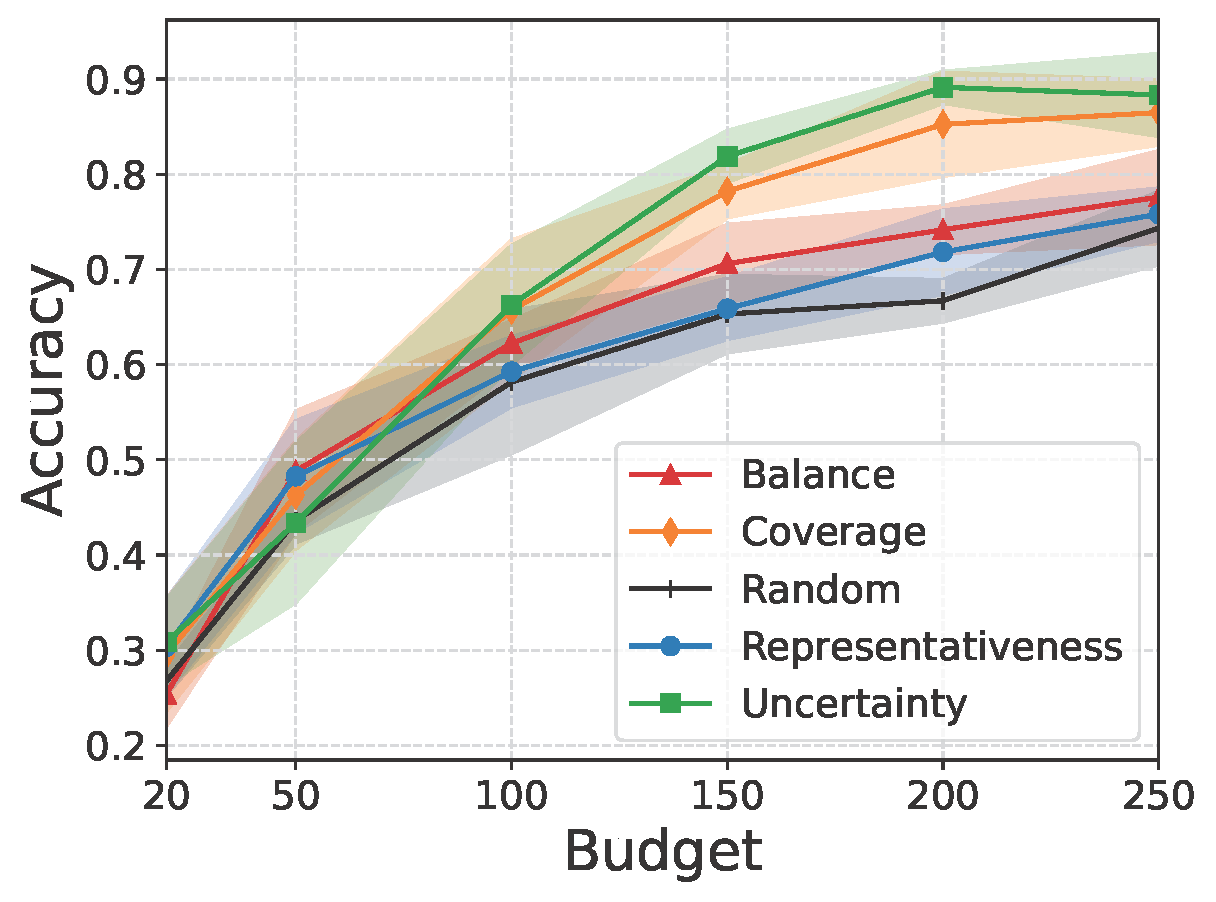 Accuracy
0.9
0.8
0.7
0.6
0.5
0.4
0.3
0.2
Balance
Coverage
Random
Representativeness
Uncertainty
20 50 100 150 200 250
Budget